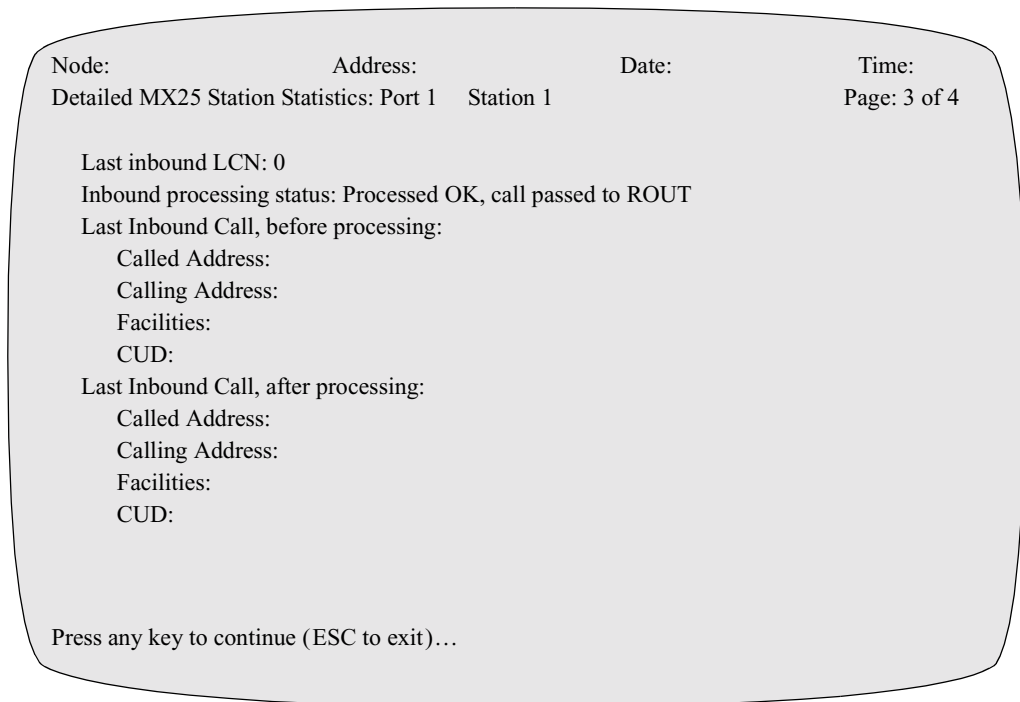 Node: Address: Date: Time:
Detailed MX25 Station Statistics: Port 1 Station 1 Page: 3 of 4
Last inbound LCN: 0
Inbound processing status: Processed OK, call passed to ROUT
Last Inbound Call, before processing:
Called Address:
Calling Address:
Facilities:
CUD:
Last Inbound Call, after processing:
Called Address:
Calling Address:
Facilities:
CUD:
Press any key to continue (ESC to exit)…